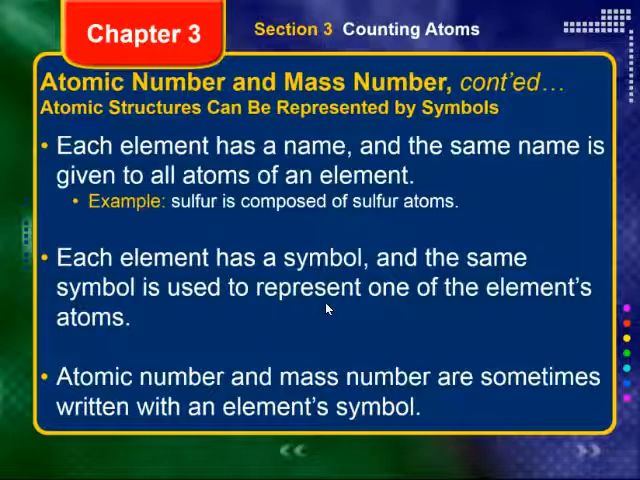 Chapter 3
Section 3 Counting Atoms
Atomic Number and Mass Number, cont'ed…
Atomic Structures Can Be Represented by Symbols
• Each element has a name, and the same name is
given to all atoms of an element.
• Example: sulfur is composed of sulfur atoms.
• Each element has a symbol, and the same
symbol is used to represent one of the element's
atoms.
• Atomic number and mass number are sometimes
written with an element's symbol.